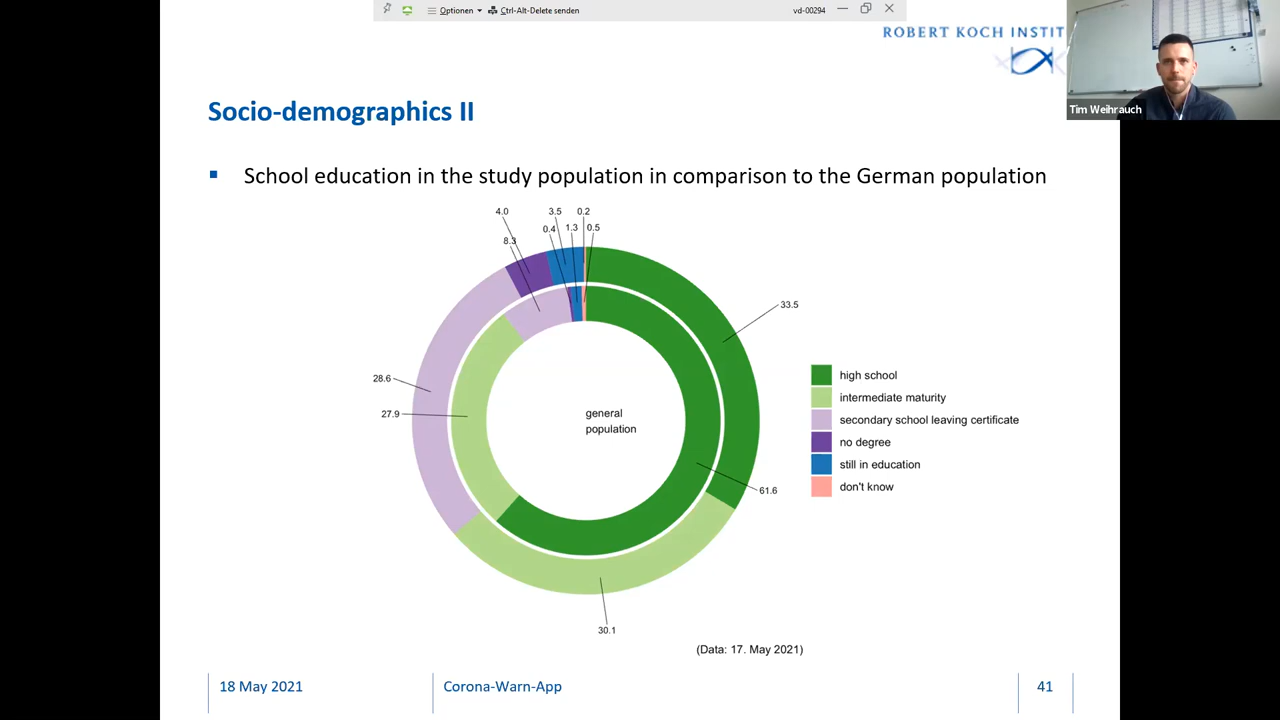 Optionen
Ctrl-Alt-Delete senden
vd-00294
ROBERT KOCH INSTIT
Tim Weihrauch
Socio-demographics II
School education in the study population in comparison to the German population
4.0
3.5
0.2
8.3
0.4
1.3
0.5
33.5
28.6
27.9
general
population
61.6
30.1
high school
intermediate maturity
secondary school leaving certificate
no degree
still in education
don't know
(Data: 17. May 2021)
18 May 2021
Corona-Warn-App
41